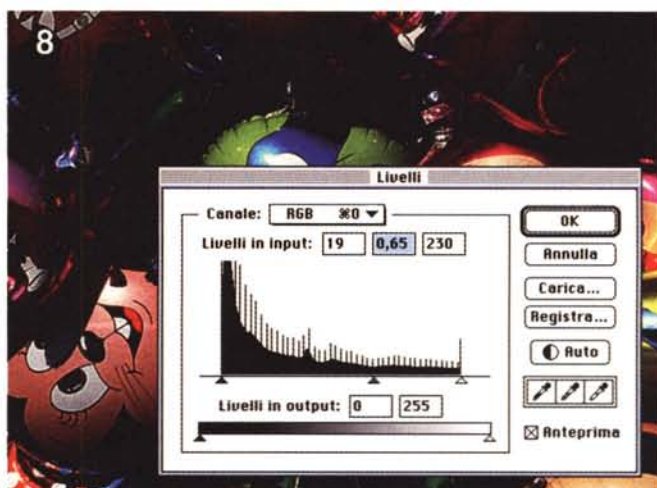 8
Livelli
Canale: RGB ⌘0
Livelli in input: 19 0,65 230
Livelli in output: 0 255
OK
Annulla
Carica...
Registra...
Auto
Anteprima